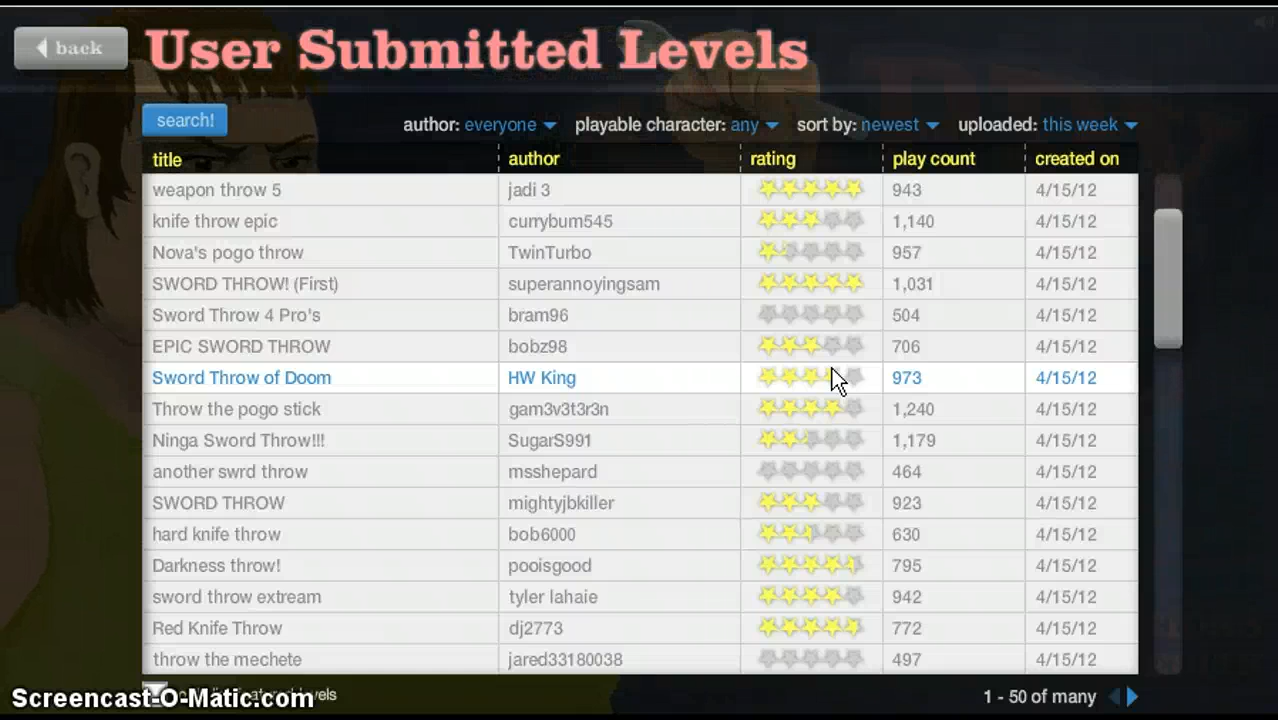 back
User Submitted Levels
search!
author: everyone playable character: any sort by: newest uploaded: this week
title author rating play count created on
weapon throw 5 jadi 3 943 4/15/12
knife throw epic currybum545 1,140 4/15/12
Nova's pogo throw TwinTurbo 957 4/15/12
SWORD THROW! (First) superannoyingsam 1,031 4/15/12
Sword Throw 4 Pro's bram96 504 4/15/12
EPIC SWORD THROW bobz98 706 4/15/12
Sword Throw of Doom HW King 973 4/15/12
Throw the pogo stick gam3v3t3r3n 1,240 4/15/12
Ninga Sword Throw!!! SugarS991 1,179 4/15/12
another swrd throw msshepard 464 4/15/12
SWORD THROW mightyjbkiller 923 4/15/12
hard knife throw bob6000 630 4/15/12
Darkness throw! pooisgood 795 4/15/12
sword throw extream tyler lahaie 942 4/15/12
Red Knife Throw dj2773 772 4/15/12
throw the mechete jared33180038 497 4/15/12
Screencast-O-Matic.com levels 1 - 50 of many